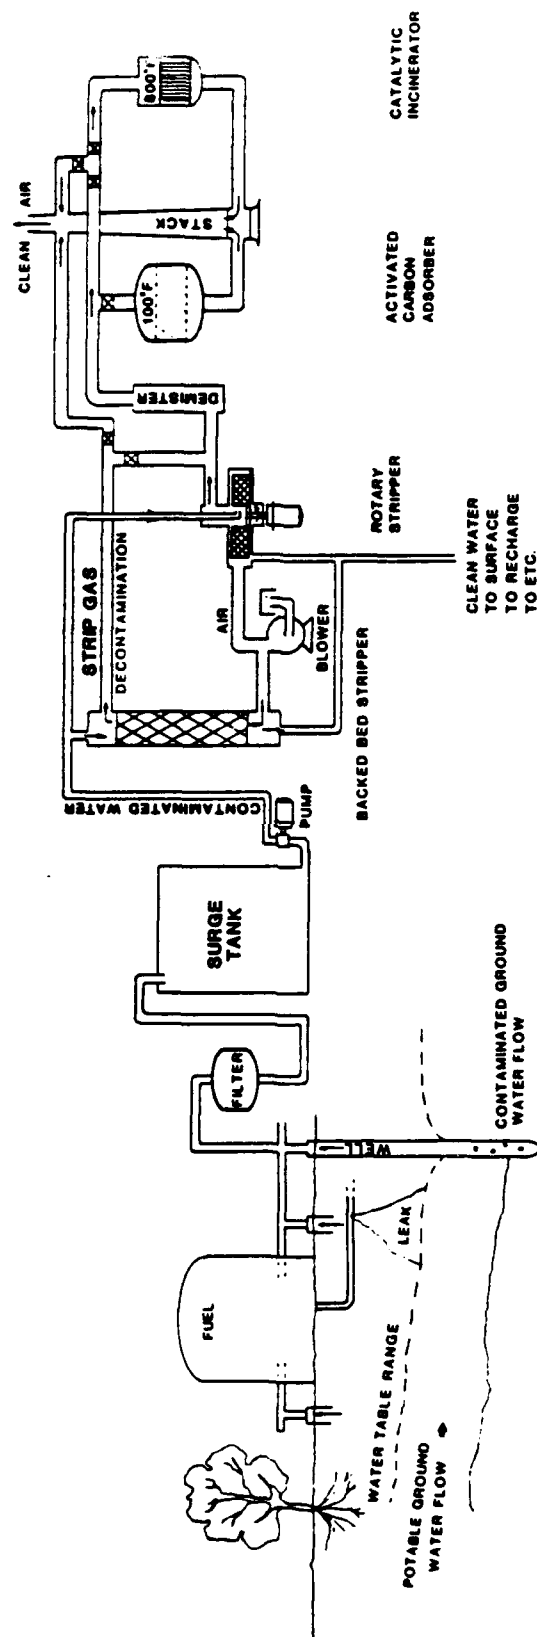 FUEL
WATER TABLE RANGE
POTABLE GROUND
WATER FLOW
LEAK
WELL
FILTER
CONTAMINATED GROUND
WATER FLOW
SURGE
TANK
PUMP
CONTAMINATED WATER
STRIP GAS
DECONTAMINATION
AIR
BLOWER
BACKED BED STRIPPER
ROTARY
STRIPPER
CLEAN WATER
TO SURFACE
TO RECHARGE
TO ETC.
DEMISTER
100°F
STACK
CLEAN AIR
800°F
ACTIVATED
CARBON
ADSORBER
CATALYTIC
INCINERATOR